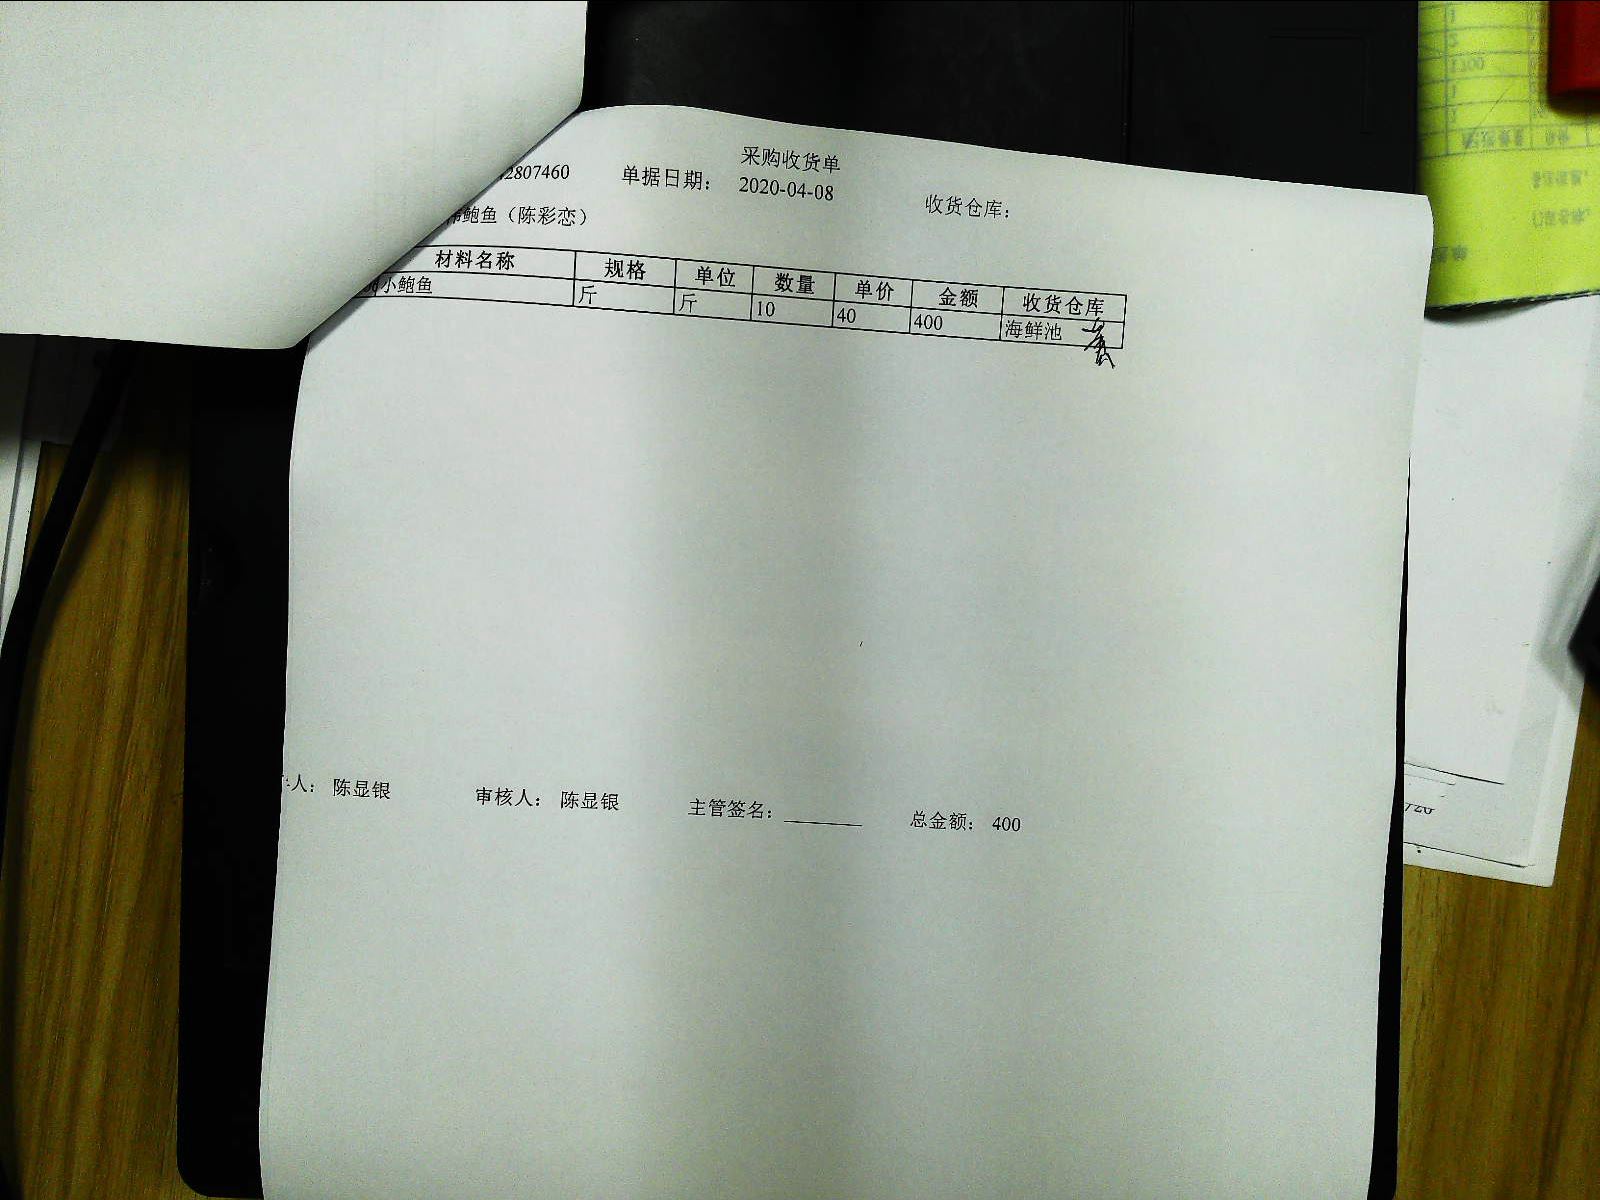 采购收货单
2807460 单据日期： 2020-04-08 收货仓库：
鲍鱼（陈彩恋）
材料名称 规格 单位 数量 单价 金额 收货仓库
小鲍鱼 斤 斤 10 40 400 海鲜池
人： 陈显银 审核人： 陈显银 主管签名： 总金额： 400